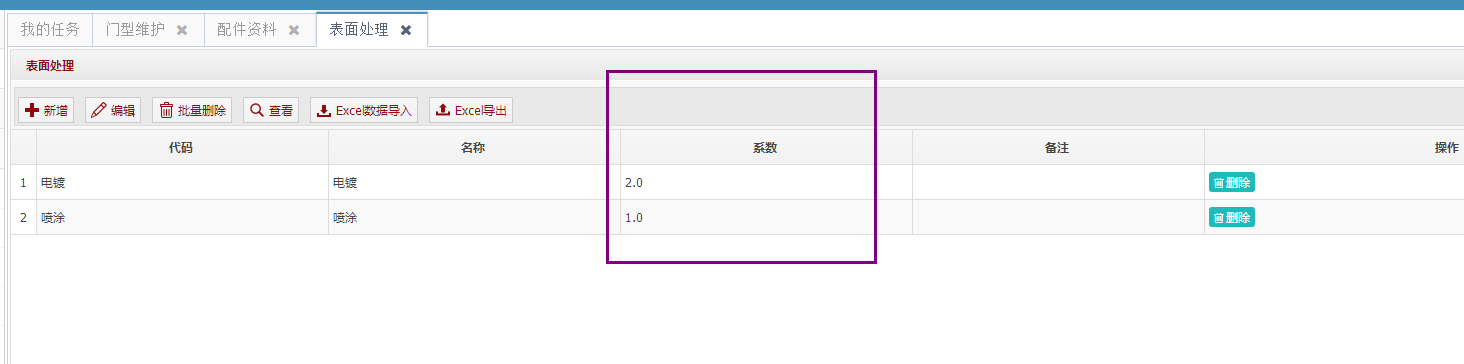 我的任务 门型维护 配件资料 表面处理
表面处理
新增 编辑 批量删除 查看 Excel数据导入 Excel导出
代码 名称 系数 备注 操作
1 电镀 电镀 2.0 删除
2 喷涂 喷涂 1.0 删除